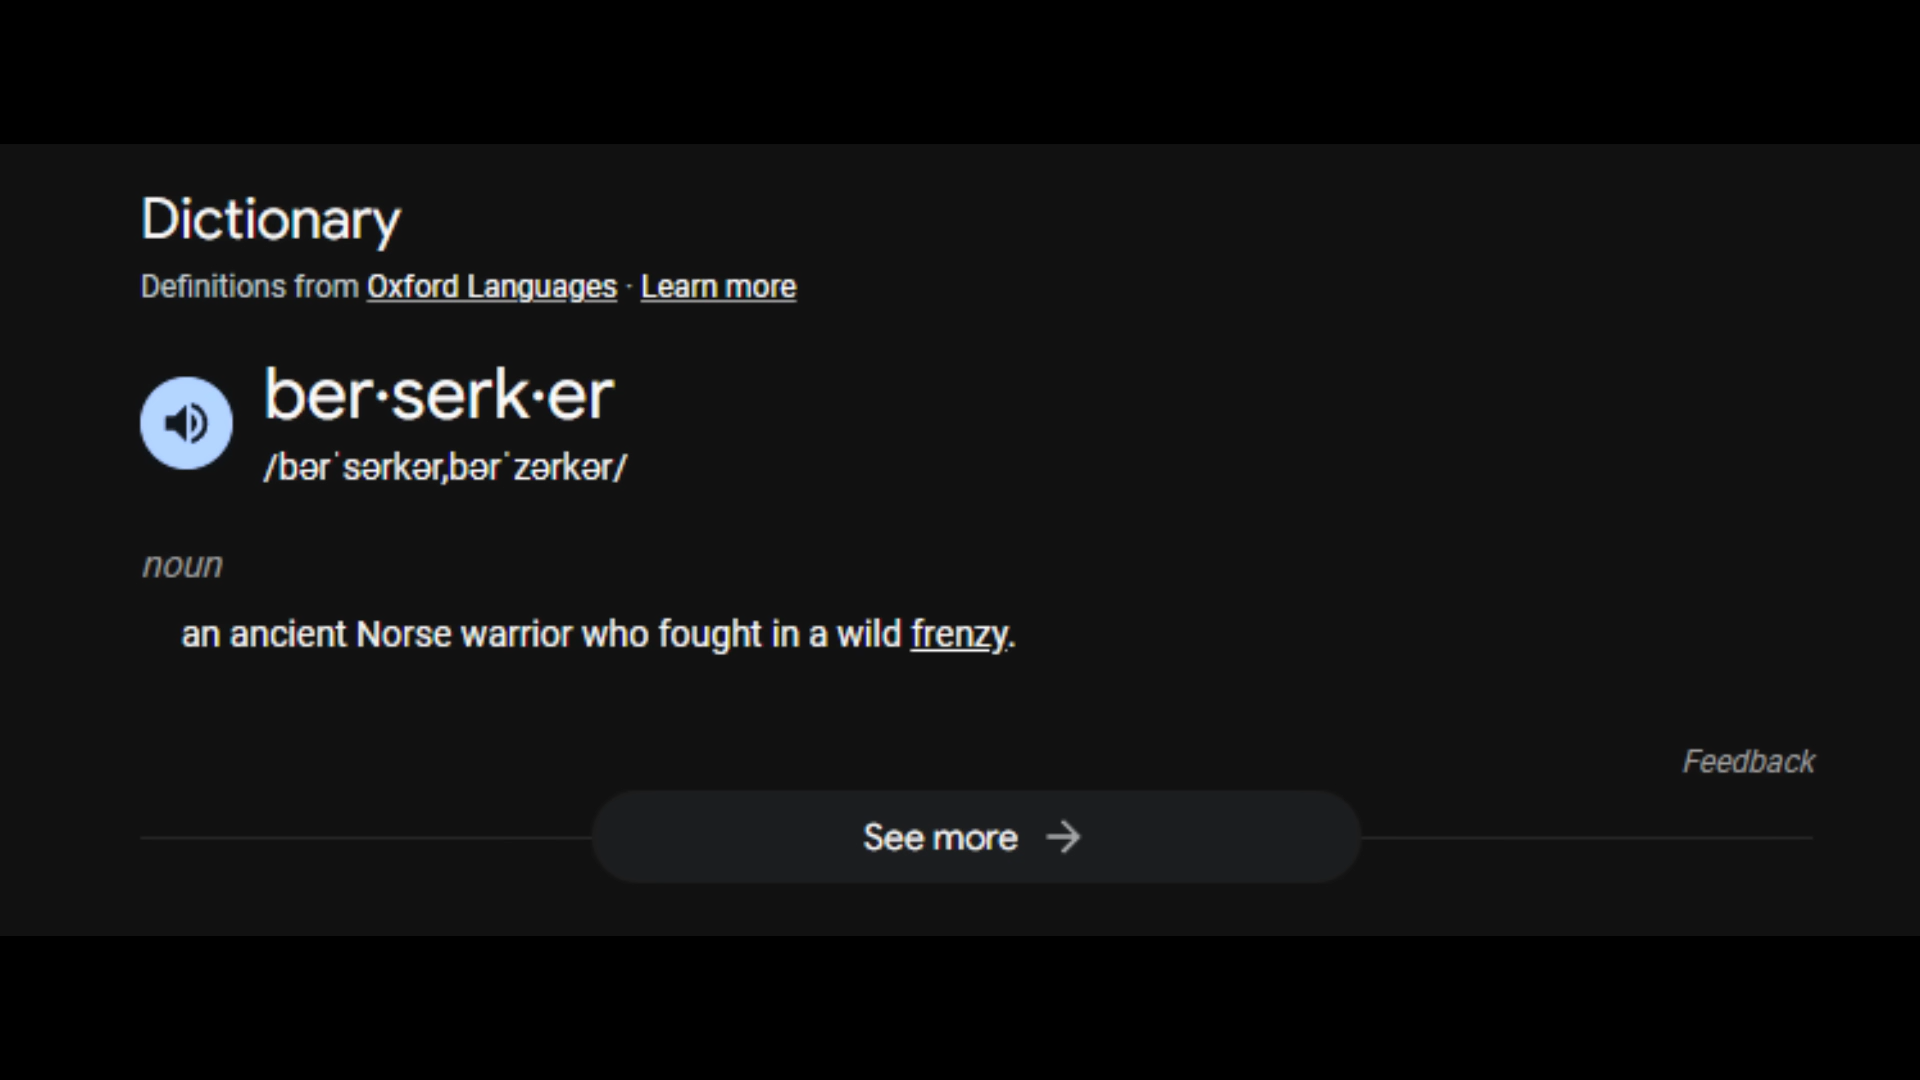 Dictionary
Definitions from Oxford Languages · Learn more
ber·serk·er
/bərˈsərkər,bərˈzərkər/
noun
an ancient Norse warrior who fought in a wild frenzy.
Feedback
See more →